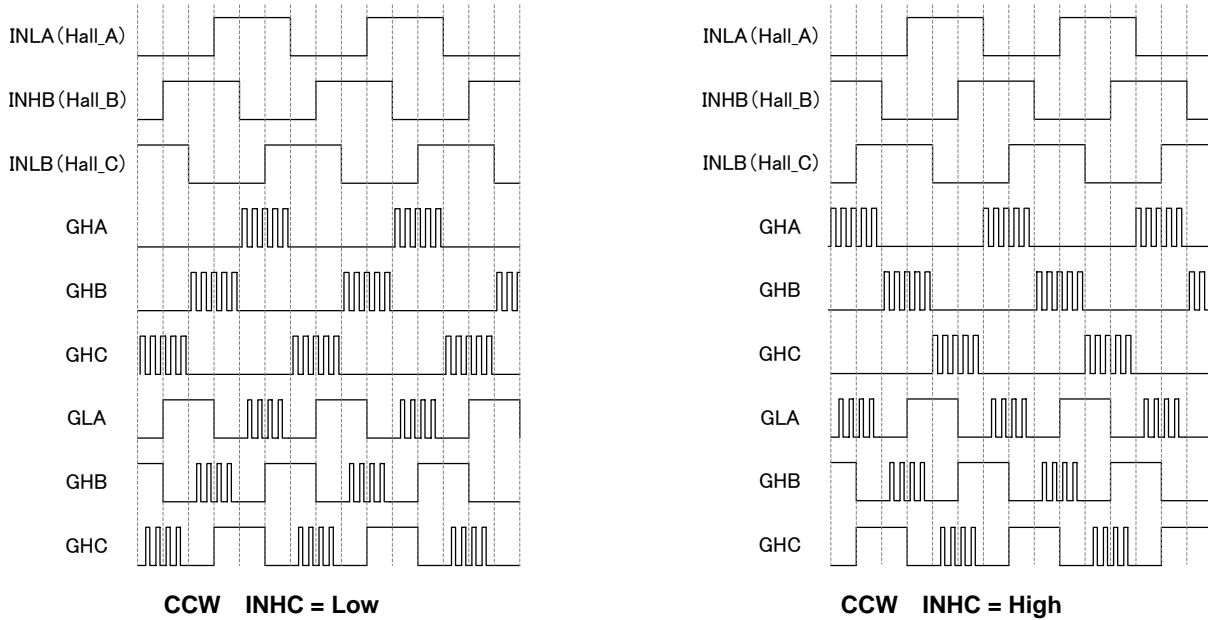 INLA(Hall_A)
INHB(Hall_B)
INLB(Hall_C)
GHA
GHB
GHC
GLA
GHB
GHC
CCW INHC = Low
INLA(Hall_A)
INHB(Hall_B)
INLB(Hall_C)
GHA
GHB
GHC
GLA
GHB
GHC
CCW INHC = High